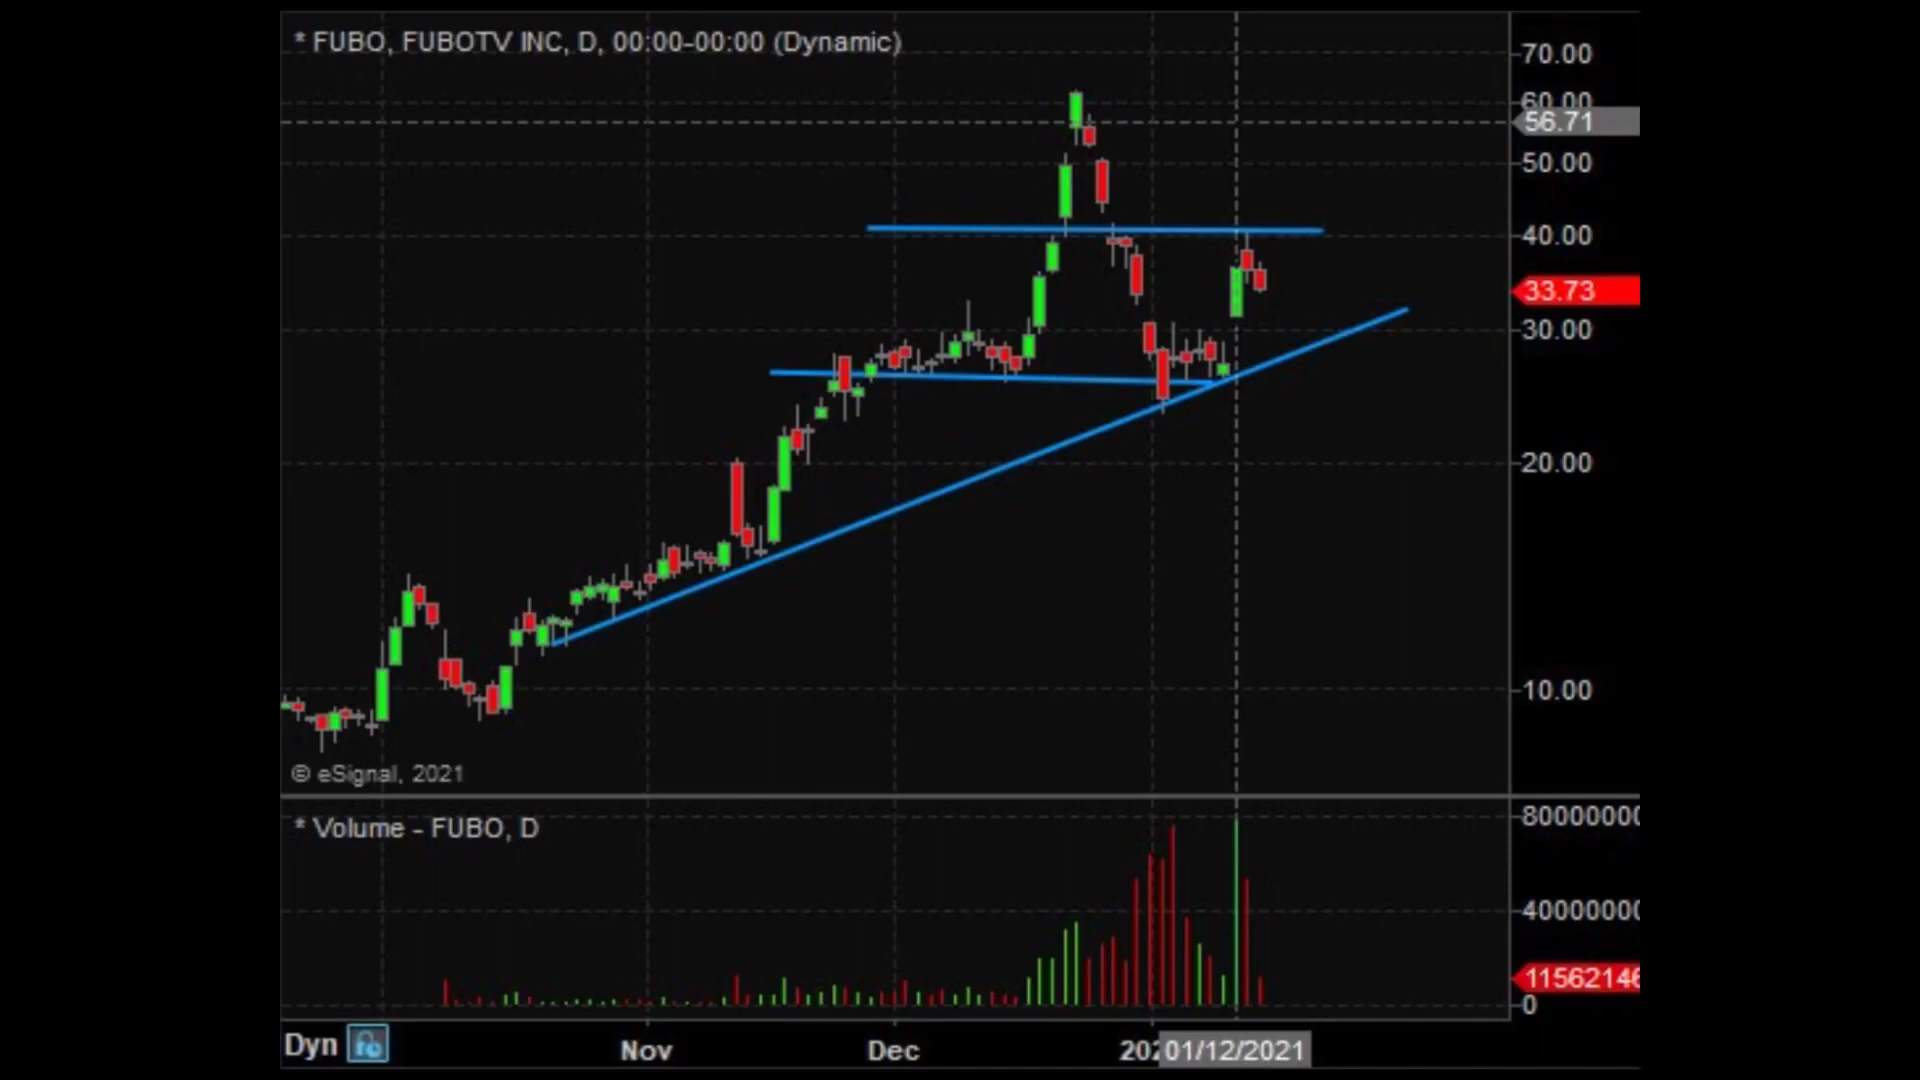 * FUBO, FUBOTV INC, D, 00:00-00:00 (Dynamic)
70.00
60.00
56.71
50.00
40.00
33.73
30.00
20.00
10.00
© eSignal, 2021
* Volume - FUBO, D
80000000
40000000
11562146
0
Dyn
Nov
Dec
202
01/12/2021